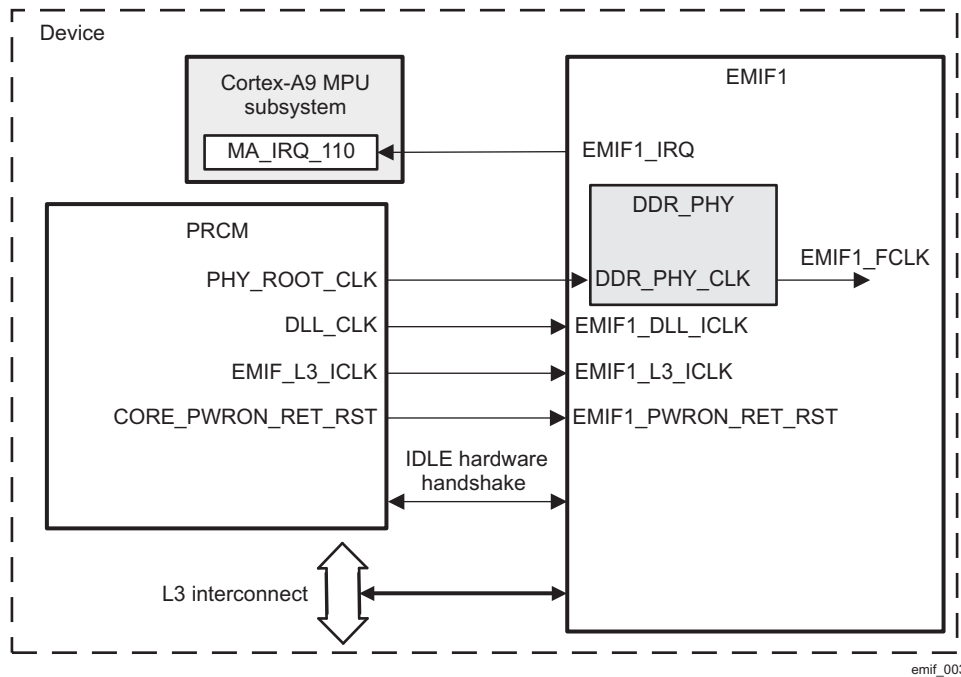 Device
Cortex-A9 MPU
subsystem
MA_IRQ_110
EMIF1
EMIF1_IRQ
DDR_PHY
PRCM
EMIF1_FCLK
PHY_ROOT_CLK
DDR_PHY_CLK
DLL_CLK
EMIF1_DLL_ICLK
EMIF_L3_ICLK
EMIF1_L3_ICLK
CORE_PWRON_RET_RST
EMIF1_PWRON_RET_RST
IDLE hardware
handshake
L3 interconnect